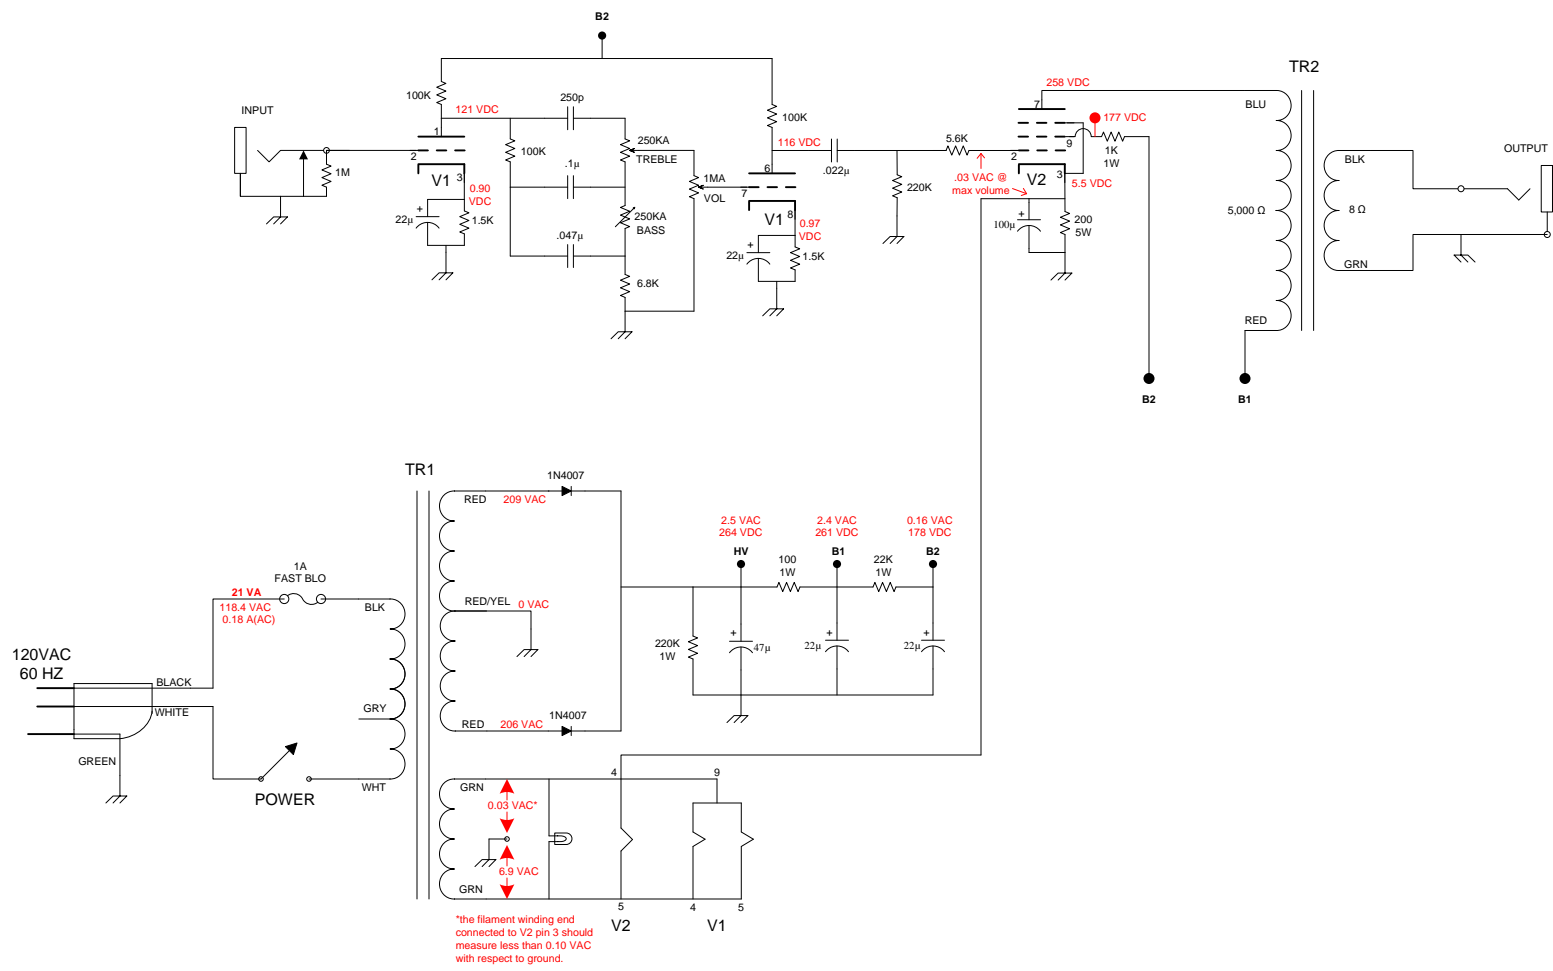 B2
TR2
258 VDC
BLU
7
100K
250p
INPUT
121 VDC
100K
177 VDC
1
250KA
TREBLE
5.6K
9
1K
1W
116 VDC
2
100K
2
BLK
OUTPUT
.1µ
.022µ
6
1M
V1
3
1MA
VOL
7
.03 VAC @
max volume
V2
3
5.5 VDC
0.90
VDC
220K
22µ
1.5K
250KA
BASS
V1
8
0.97
VDC
100µ
200
5W
5,000 Ω
8 Ω
.047µ
22µ
1.5K
GRN
6.8K
RED
B2
B1
TR1
1N4007
RED
209 VAC
2.5 VAC
264 VDC
2.4 VAC
261 VDC
0.16 VAC
178 VDC
HV
B1
B2
1A
FAST BLO
100
1W
22K
1W
21 VA
118.4 VAC
0.18 A(AC)
BLK
RED/YEL
0 VAC
220K
1W
47µ
22µ
22µ
120VAC
60 HZ
BLACK
WHITE
GRY
RED
206 VAC
1N4007
GREEN
WHT
POWER
GRN
4
9
0.03 VAC*
6.9 VAC
GRN
5
4
5
V2
V1
*the filament winding end
connected to V2 pin 3 should
measure less than 0.10 VAC
with respect to ground.